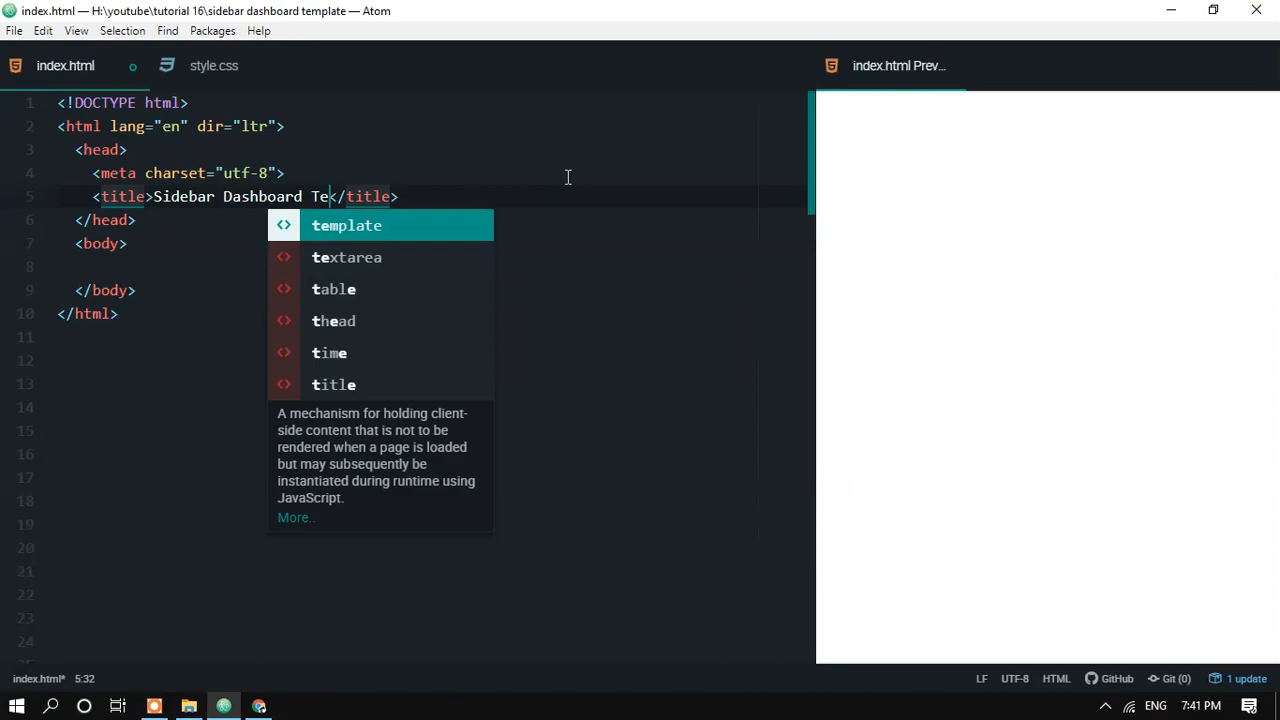 index.html — H:\youtube\tutorial 16\sidebar dashboard template — Atom
File Edit View Selection Find Packages Help
index.html style.css index.html Prev...
1 <!DOCTYPE html>
2 <html lang="en" dir="ltr">
3 <head>
4 <meta charset="utf-8">
5 <title>Sidebar Dashboard Te</title>
6 </head>
7 <body>
8
9 </body>
10 </html>
11
12
13
14
15
16
17
18
19
20
21
22
23
24
<> template
<> textarea
<> table
<> thead
<> time
<> title
A mechanism for holding client-
side content that is not to be
rendered when a page is loaded
but may subsequently be
instantiated during runtime using
JavaScript.
More..
index.html* 5:32 LF UTF-8 HTML GitHub Git (0) 1 update
ENG 7:41 PM